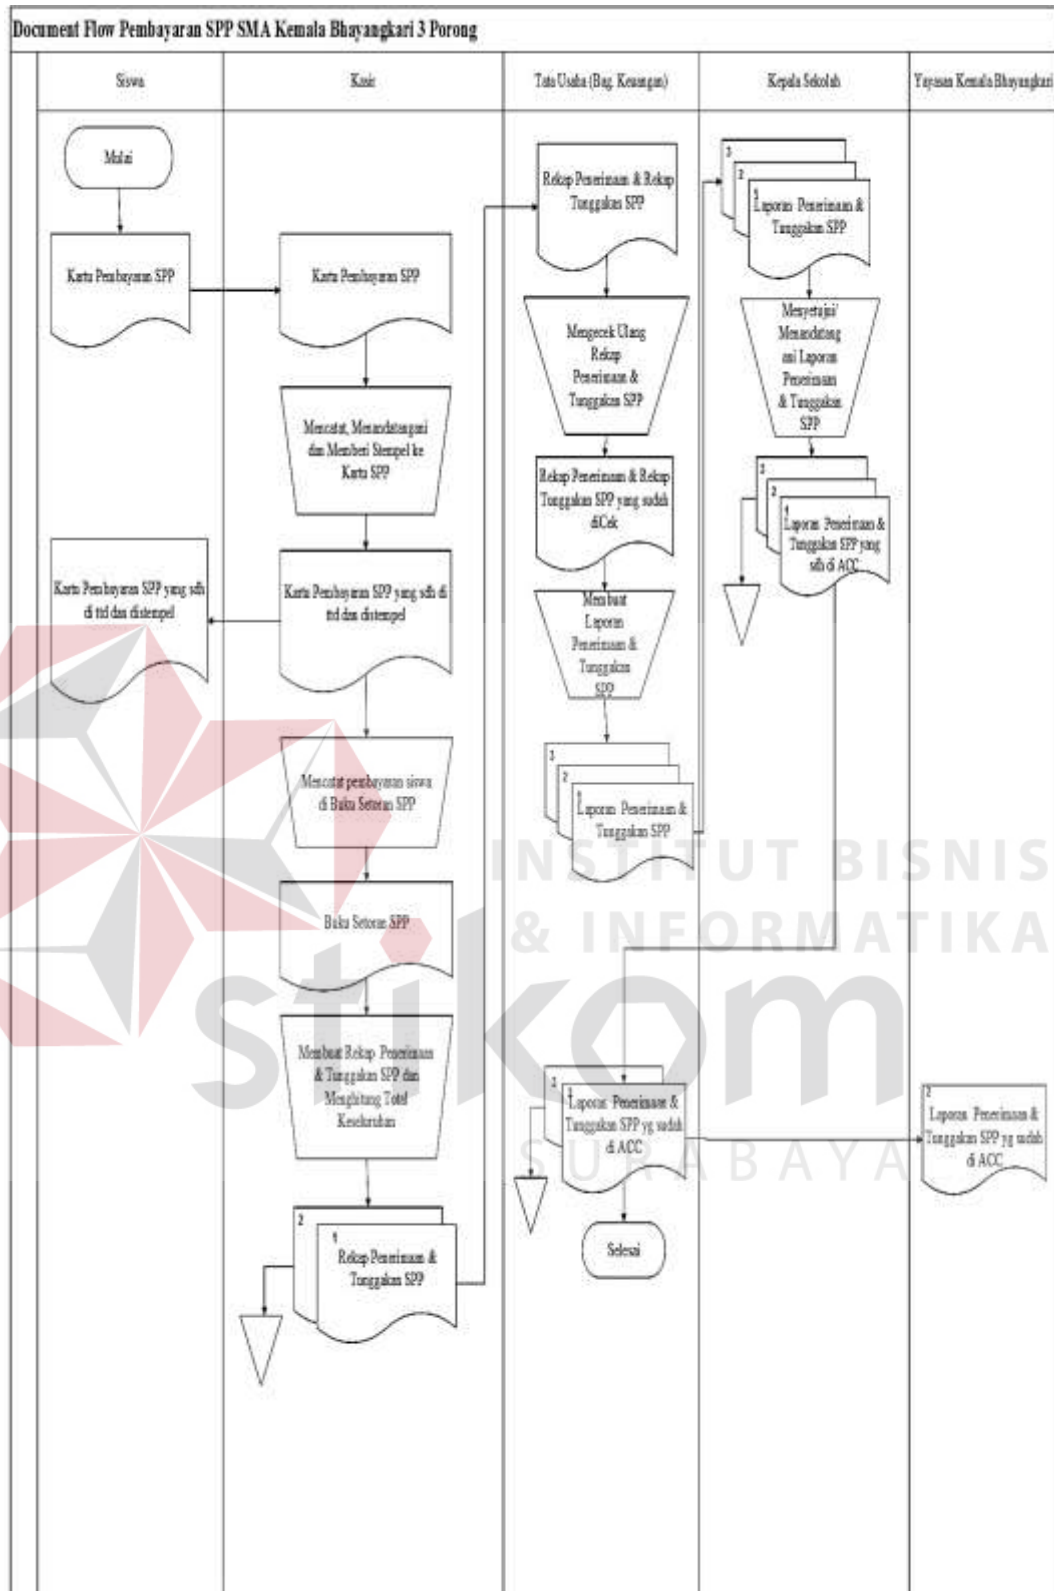 Document Flow Pembayaran SPP SMA Kemala Bhayangkari 3 Porong
Siswa
Kasir
Tata Usaha (Bag. Keuangan)
Kepala Sekolah
Yayasan Kemala Bhayangkari
Mulai
Kartu Pembayaran SPP
Kartu Pembayaran SPP yang sdh
di ttd dan distempel
Kartu Pembayaran SPP
Mencatat, Menandatangani
dan Memberi Stempel ke
Kartu SPP
Kartu Pembayaran SPP yang sdh di
ttd dan distempel
Mencatat pembayaran siswa
di Buku Setoran SPP
Buku Setoran SPP
Membuat Rekap Penerimaan
& Tunggakan SPP dan
Menghitung Total
Keseluruhan
2
1
Rekap Penerimaan &
Tunggakan SPP
Rekap Penerimaan & Rekap
Tunggakan SPP
Mengecek Ulang
Rekap
Penerimaan &
Tunggakan SPP
Rekap Penerimaan & Rekap
Tunggakan SPP yang sudah
diCek
Membuat
Laporan
Penerimaan &
Tunggakan
SPP
3
2
1
Laporan Penerimaan &
Tunggakan SPP
3
1
Laporan Penerimaan &
Tunggakan SPP yg sudah
di ACC
Selesai
3
2
1
Laporan Penerimaan &
Tunggakan SPP
Menyetujui/
Menandatang
ani Laporan
Penerimaan
& Tunggakan
SPP
3
2
1
Laporan Penerimaan &
Tunggakan SPP yang
sdh di ACC
2
Laporan Penerimaan &
Tunggakan SPP yg sudah
di ACC
INSTITUT BISNIS
& INFORMATIKA
stikom
SURABAYA